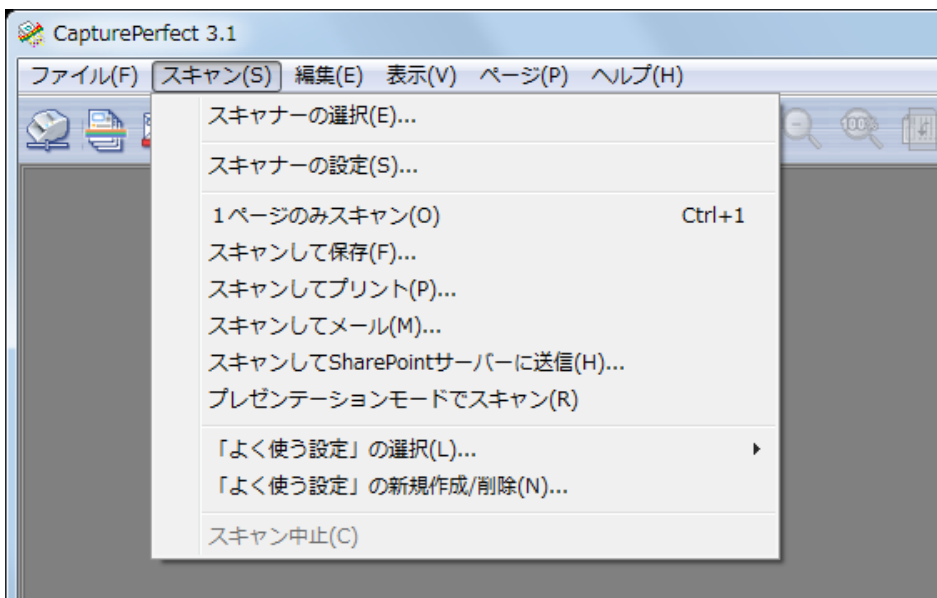 CapturePerfect 3.1
ファイル(F) スキャン(S) 編集(E) 表示(V) ページ(P) ヘルプ(H)
スキャナーの選択(E)...
100%
スキャナーの設定(S)...
1ページのみスキャン(O) Ctrl+1
スキャンして保存(F)...
スキャンしてプリント(P)...
スキャンしてメール(M)...
スキャンしてSharePointサーバーに送信(H)...
プレゼンテーションモードでスキャン(R)
「よく使う設定」の選択(L)...
「よく使う設定」の新規作成/削除(N)...
スキャン中止(C)